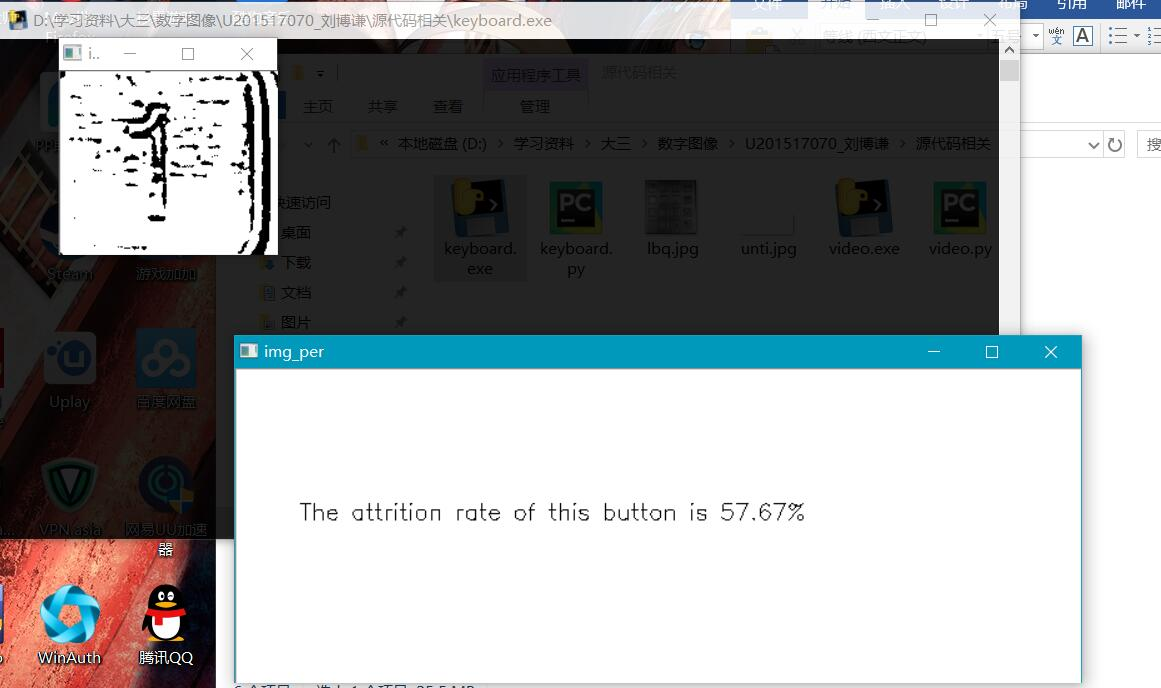 D:\学习资料\大三\数字图像\U201517070_刘博谦\源代码相关\keyboard.exe
i..
应用程序工具 源代码相关
主页 共享 查看 管理
« 本地磁盘 (D:) > 学习资料 > 大三 > 数字图像 > U201517070_刘博谦 > 源代码相关
搜
快速访问
桌面
下载
文档
图片
keyboard.
exe
keyboard.
py
lbq.jpg
unti.jpg
video.exe
video.py
Steam
游戏加加
Uplay
百度网盘
VPN.asia
网易UU加速
器
WinAuth
腾讯QQ
img_per
The attrition rate of this button is 57.67%